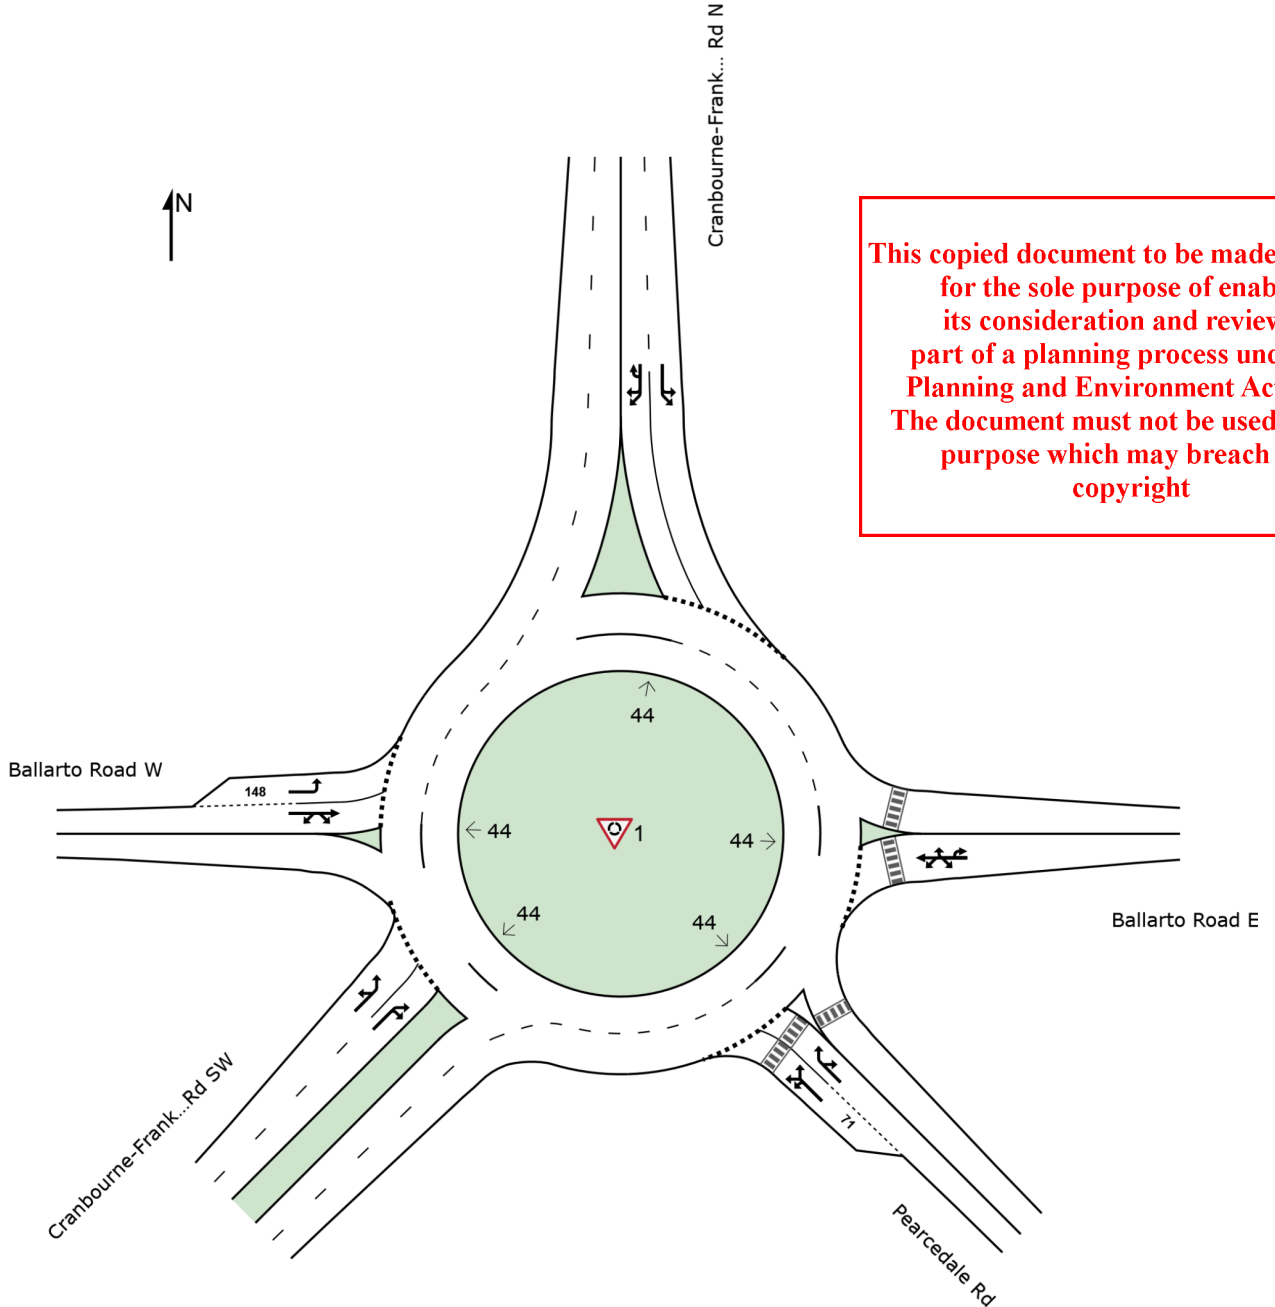 Cranbourne-Frank... Rd N
N
This copied document to be made
for the sole purpose of enab
its consideration and review
part of a planning process und
Planning and Environment Ac
The document must not be used
purpose which may breach
copyright
44
Ballarto Road W
148
44
1
44
44
44
Ballarto Road E
Cranbourne-Frank...Rd SW
71
Pearcedale Rd